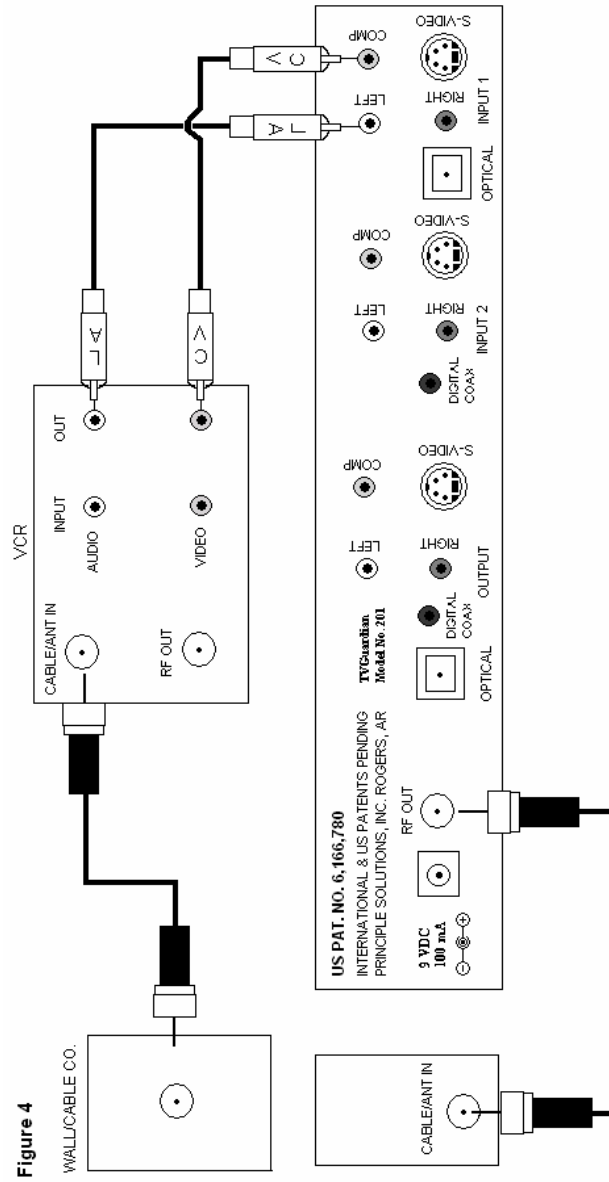 Figure 4
WALL/CABLE CO.
VCR
CABLE/ANT IN
RF OUT
INPUT
OUT
AUDIO
VIDEO
A L
V C
L A
C V
CABLE/ANT IN
US PAT. NO. 6,166,780
INTERNATIONAL & US PATENTS PENDING
PRINCIPLE SOLUTIONS, INC. ROGERS, AR
TVGuardian
Model No. 201
9 VDC
100 mA
RF OUT
OPTICAL
DIGITAL
COAX
LEFT
COMP
RIGHT
S-VIDEO
OUTPUT
DIGITAL
COAX
LEFT
COMP
RIGHT
S-VIDEO
INPUT 2
OPTICAL
LEFT
COMP
RIGHT
S-VIDEO
INPUT 1